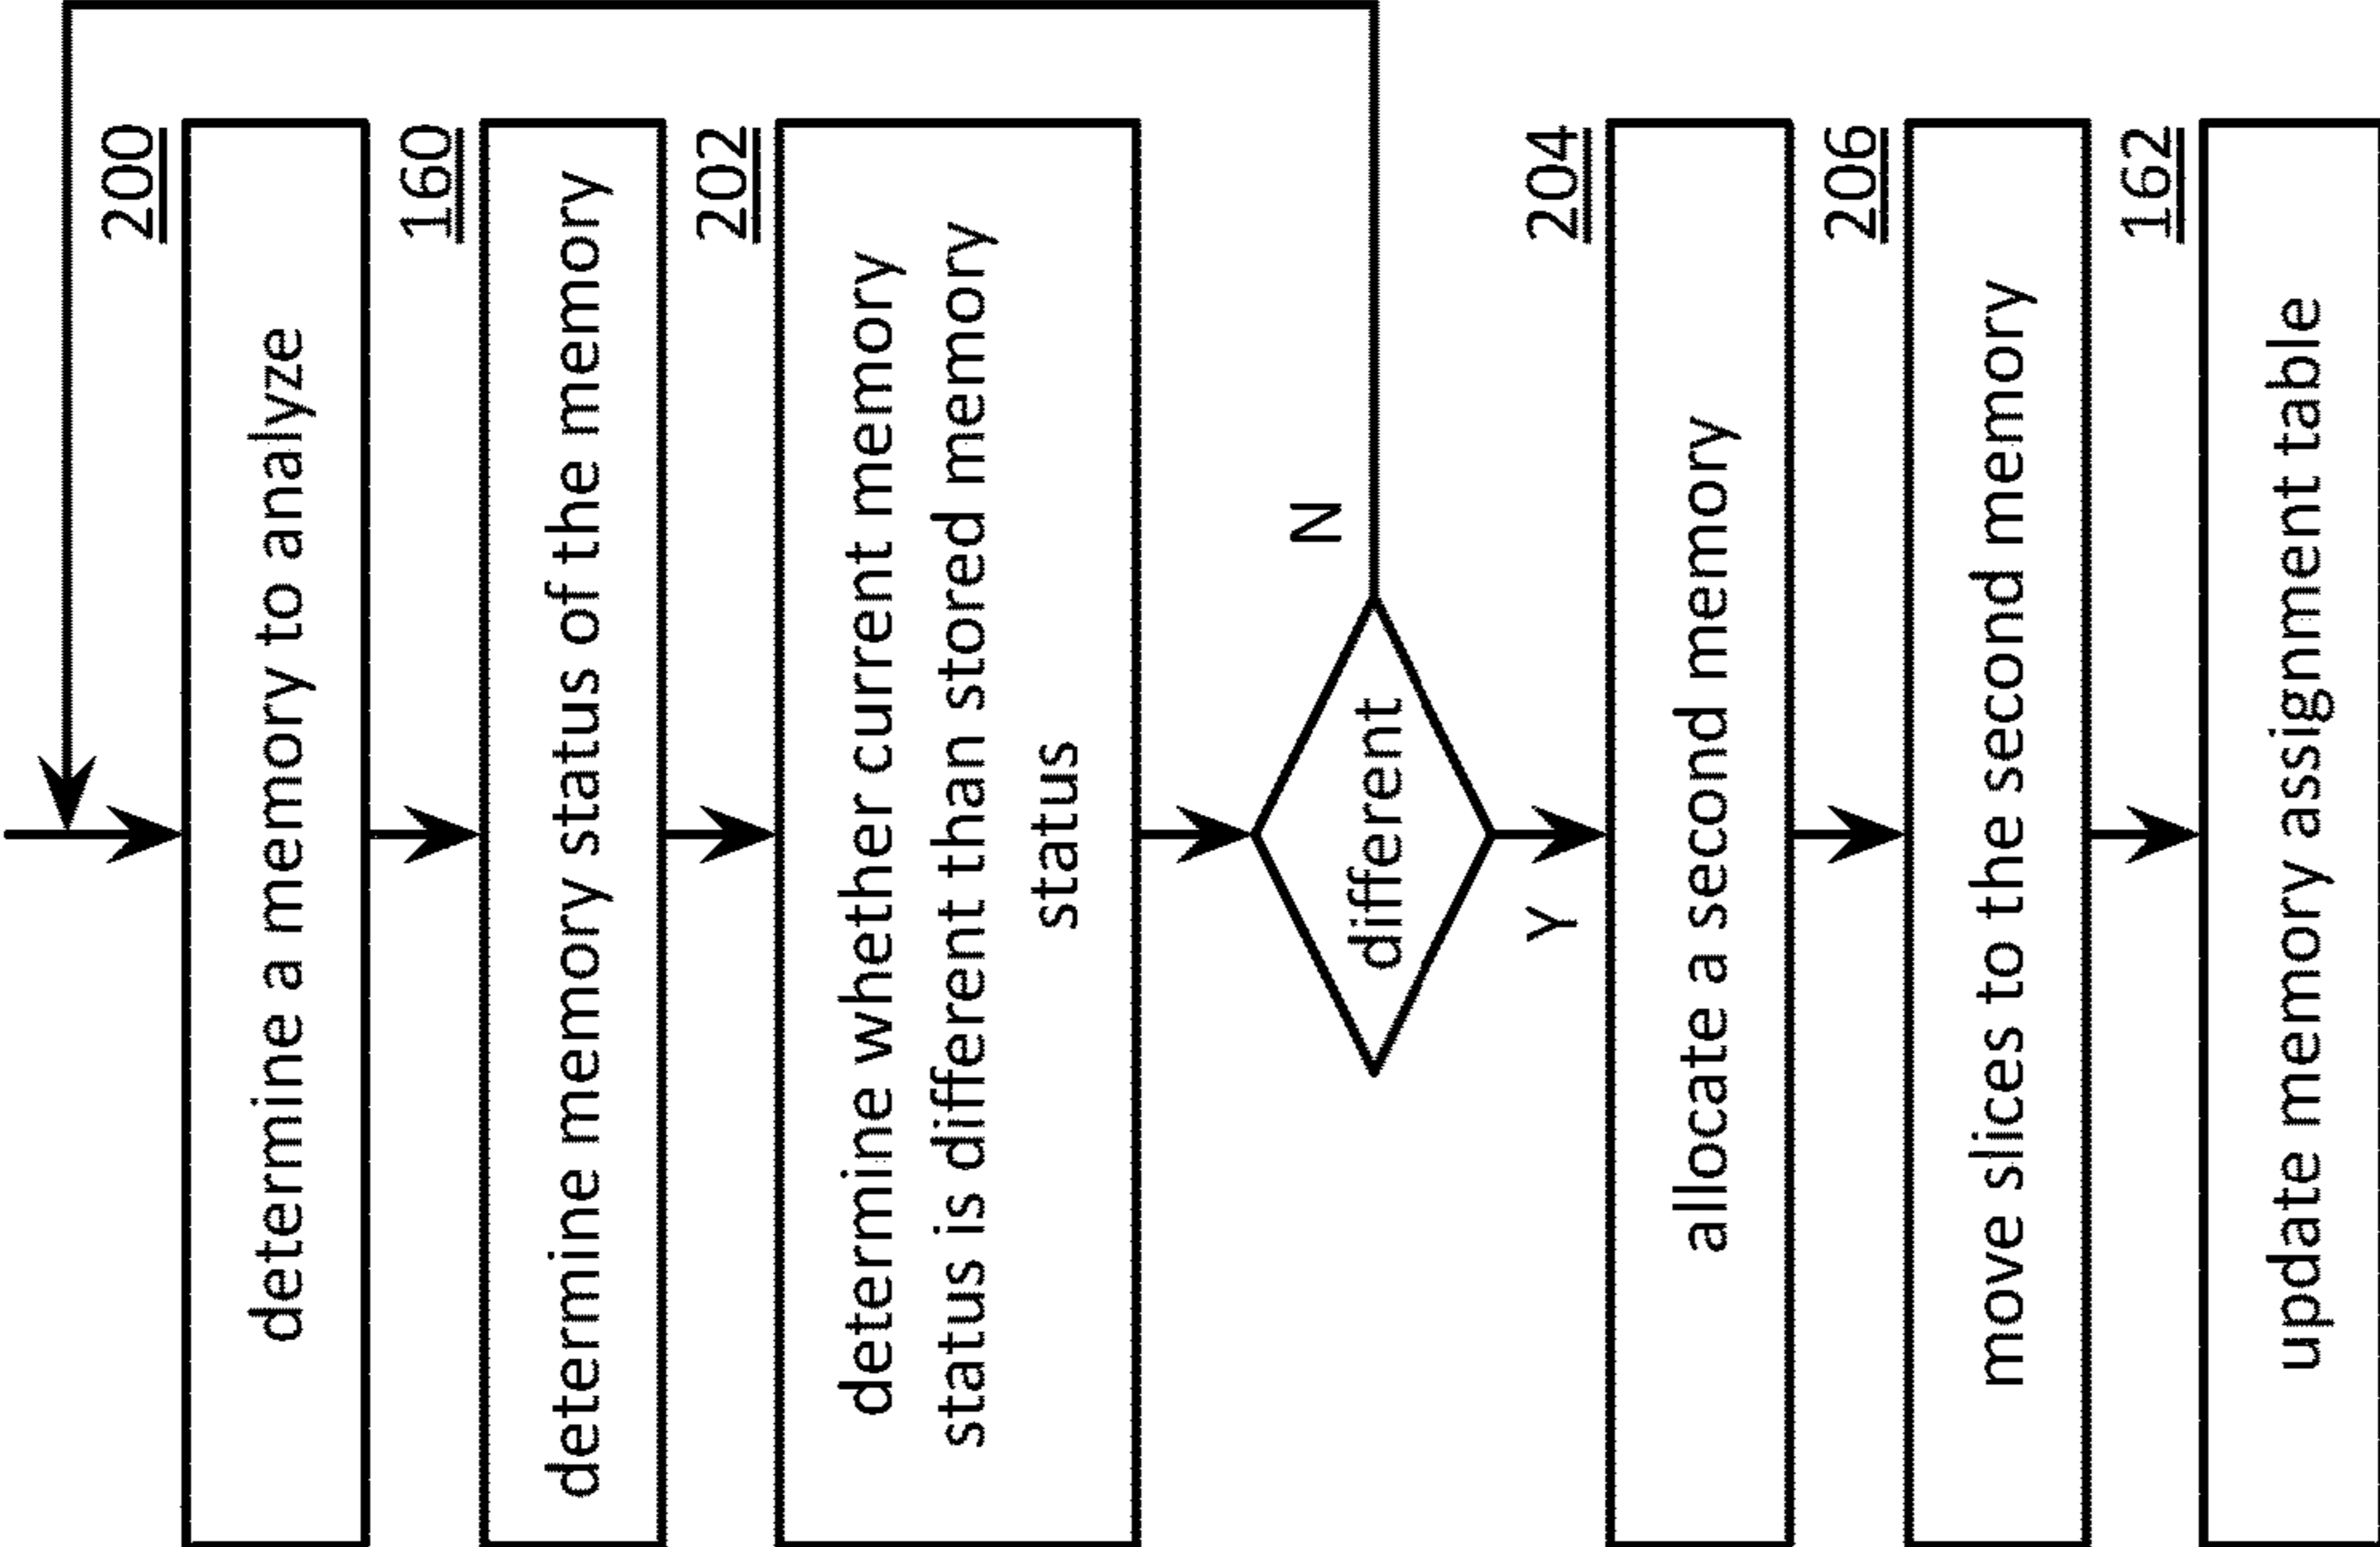 200
determine a memory to analyze
160
determine memory status of the memory
202
determine whether current memory
status is different than stored memory
status
different
N
Y
204
allocate a second memory
206
move slices to the second memory
162
update memory assignment table